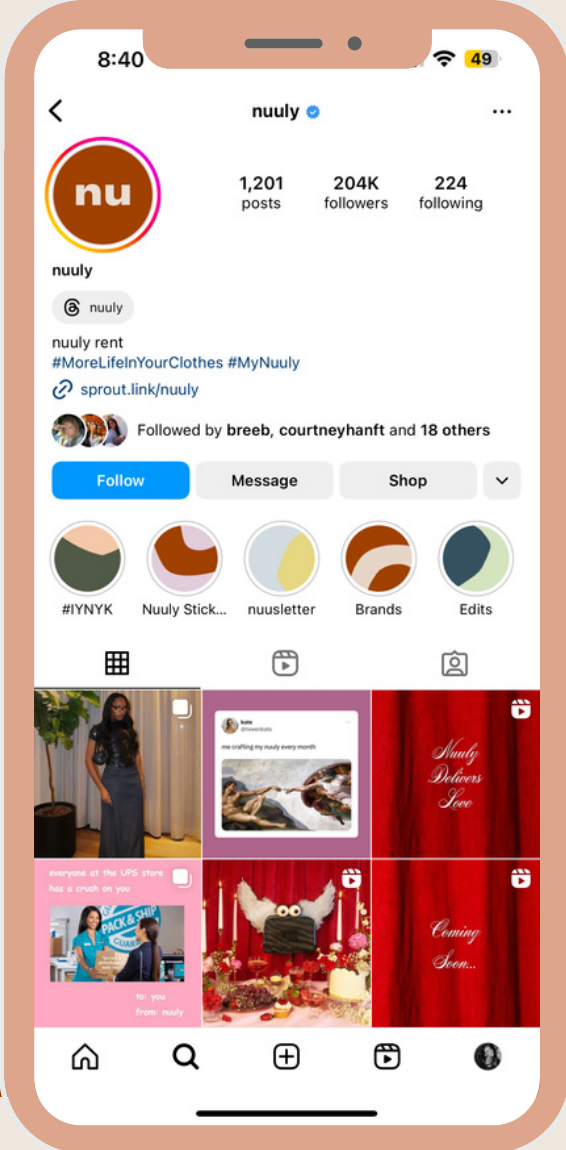 8:40
49
nuuly
nu
1,201
posts
204K
followers
224
following
nuuly
nuuly
nuuly rent
#MoreLifeInYourClothes #MyNuuly
sprout.link/nuuly
Followed by breeb, courtneyhanft and 18 others
Follow
Message
Shop
#IYNYK
Nuuly Stick...
nuusletter
Brands
Edits
kate
@tweenkate
me crafting my nuuly every month
Nuuly
Delivers
Love
everyone at the UPS store
has a crush on you
PACK & SHIP
to: you
from: nuuly
Coming
Soon...